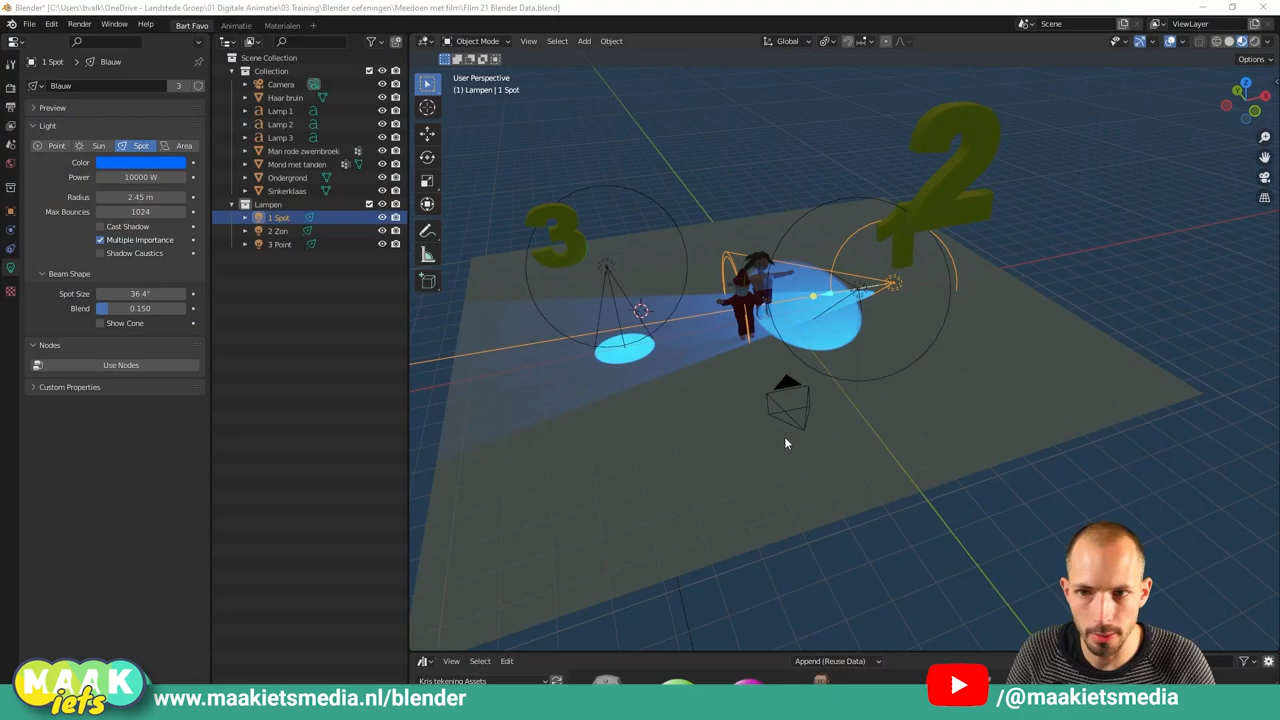 Blender* [C:\Users\bvalk\OneDrive - Landstede Groep\01 Digitale Animatie\03 Training\Blender oefeningen\Meedoen met film\Film 21 Blender Data.blend]
File Edit Render Window Help Bart Favo Animatie Materialen Scene ViewLayer
Object Mode View Select Add Object Global
Options
1 Spot > Blauw
Blauw 3
Preview
Light
Point Sun Spot Area
Color
Power 10000 W
Radius 2.45 m
Max Bounces 1024
Cast Shadow
Multiple Importance
Shadow Caustics
Beam Shape
Spot Size 36.4°
Blend 0.150
Show Cone
Nodes
Use Nodes
Custom Properties
Scene Collection
Collection
Camera
Haar bruin
Lamp 1
Lamp 2
Lamp 3
Man rode zwembroek
Mond met tanden
Ondergrond
Sinkerklaas
Lampen
1 Spot
2 Zon
3 Point
User Perspective
(1) Lampen | 1 Spot
3
2
1
Z
Y
X
View Select Edit Append (Reuse Data)
Kris tekening Assets
MAAK
iets
www.maakietsmedia.nl/blender
/@maakietsmedia